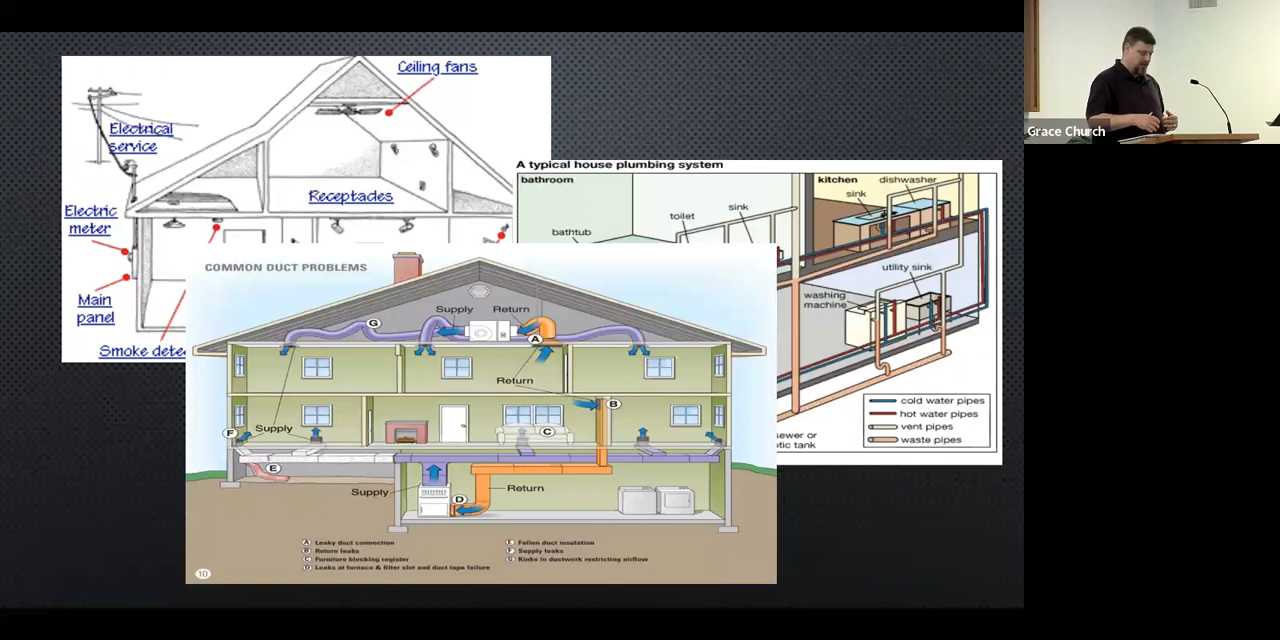 Ceiling fans
Electrical
service
Receptacles
Electric
meter
Main
panel
Smoke dete
A typical house plumbing system
bathroom
kitchen
dishwasher
sink
sink
toilet
bathtub
utility sink
washing
machine
cold water pipes
hot water pipes
vent pipes
waste pipes
sewer or
tic tank
COMMON DUCT PROBLEMS
Supply
Return
G
A
Return
B
Supply
F
C
E
Supply
Return
D
A Leaky duct connection
B Return leaks
C Furniture blocking register
D Leaks at furnace & filter slot and duct tape failure
E Fallen duct insulation
F Supply leaks
G Kinks in ductwork restricting airflow
10
Grace Church